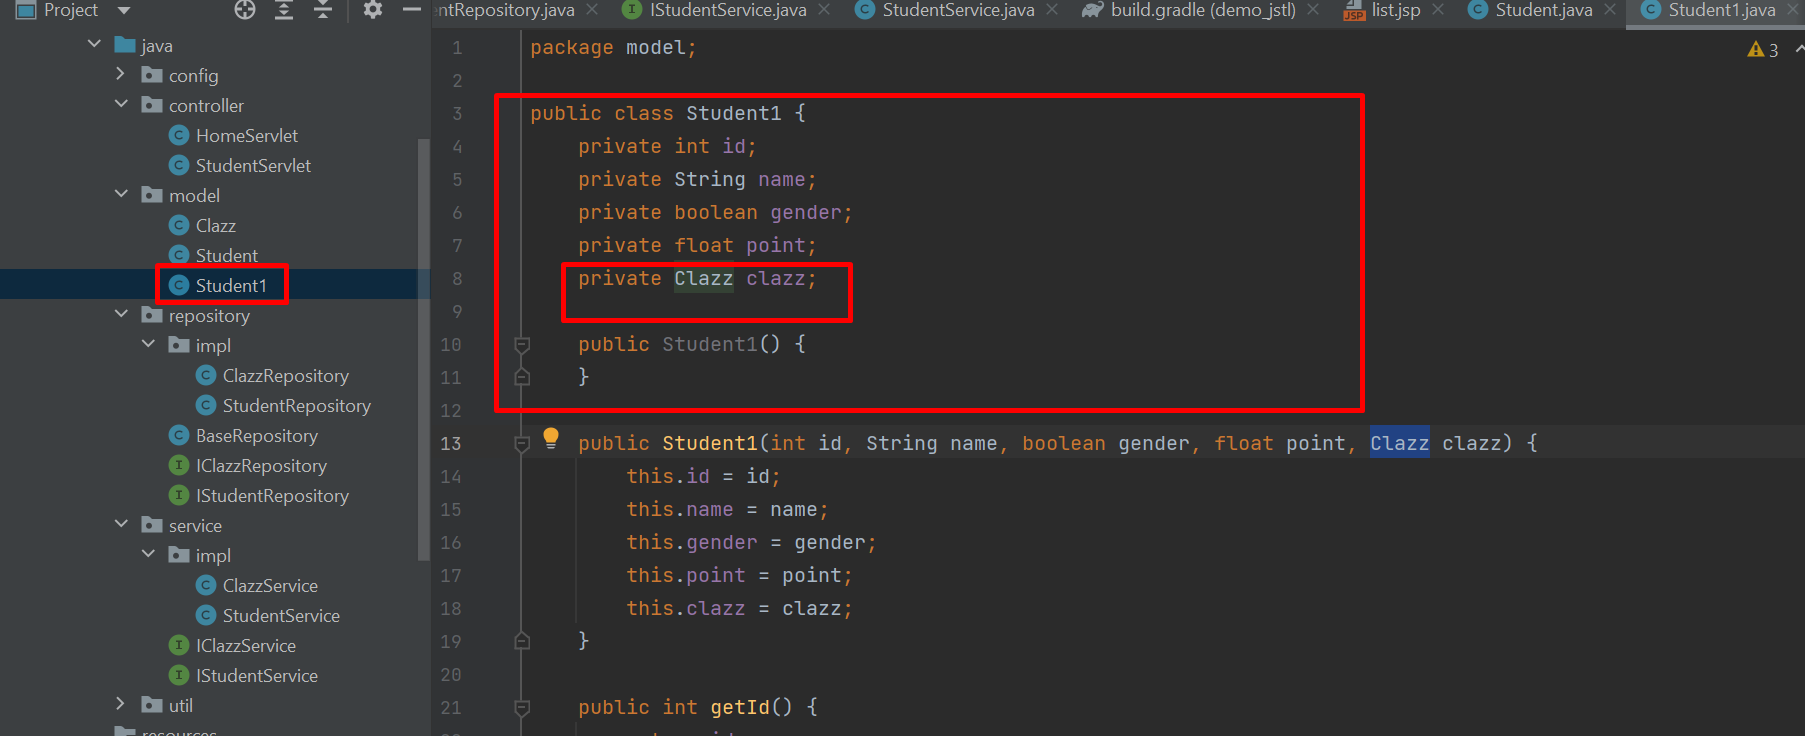 Project
entRepository.java
IStudentService.java
StudentService.java
build.gradle (demo_jstl)
list.jsp
Student.java
Student1.java
java
config
controller
HomeServlet
StudentServlet
model
Clazz
Student
Student1
repository
impl
ClazzRepository
StudentRepository
BaseRepository
IClazzRepository
IStudentRepository
service
impl
ClazzService
StudentService
IClazzService
IStudentService
util
resources
3
1 package model;
2
3 public class Student1 {
4 private int id;
5 private String name;
6 private boolean gender;
7 private float point;
8 private Clazz clazz;
9
10 public Student1() {
11 }
12
13 public Student1(int id, String name, boolean gender, float point, Clazz clazz) {
14 this.id = id;
15 this.name = name;
16 this.gender = gender;
17 this.point = point;
18 this.clazz = clazz;
19 }
20
21 public int getId() {